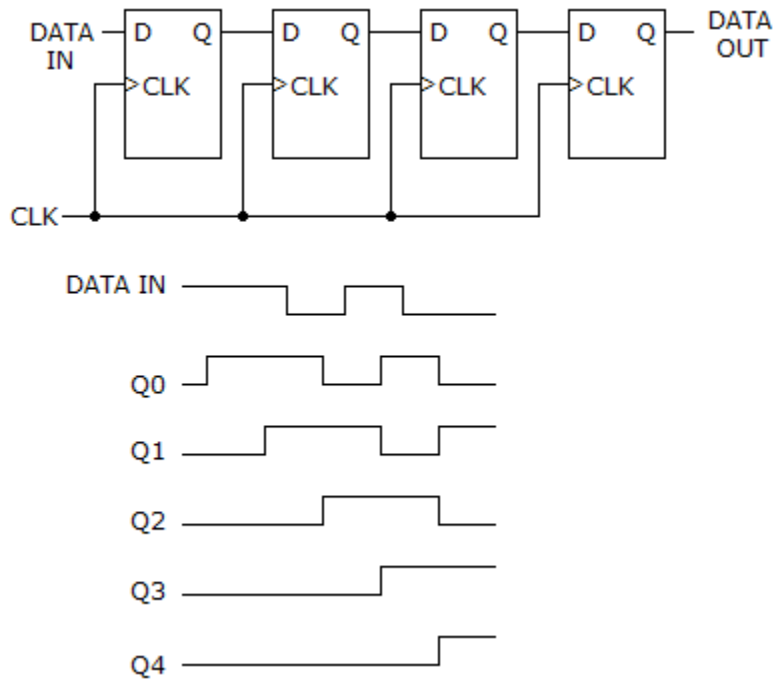 DATA IN
D Q D Q D Q D Q
DATA OUT
CLK CLK CLK CLK
CLK
DATA IN
Q0
Q1
Q2
Q3
Q4